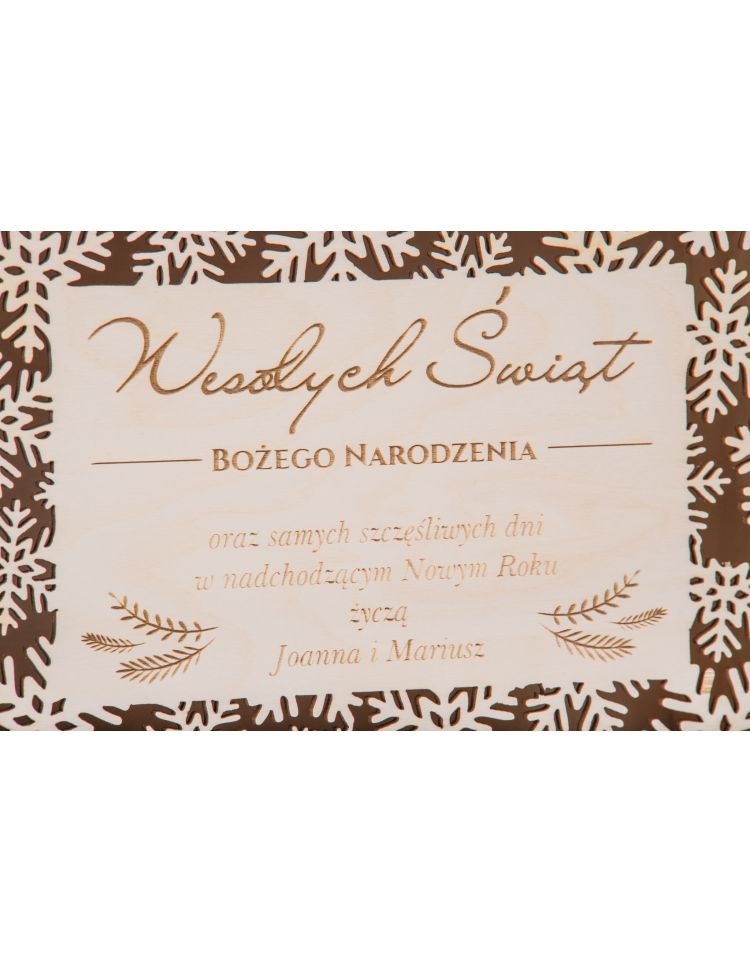 Wesołych Świąt
BOŻEGO NARODZENIA
oraz samych szczęśliwych dni
w nadchodzącym Nowym Roku
życzą
Joanna i Mariusz